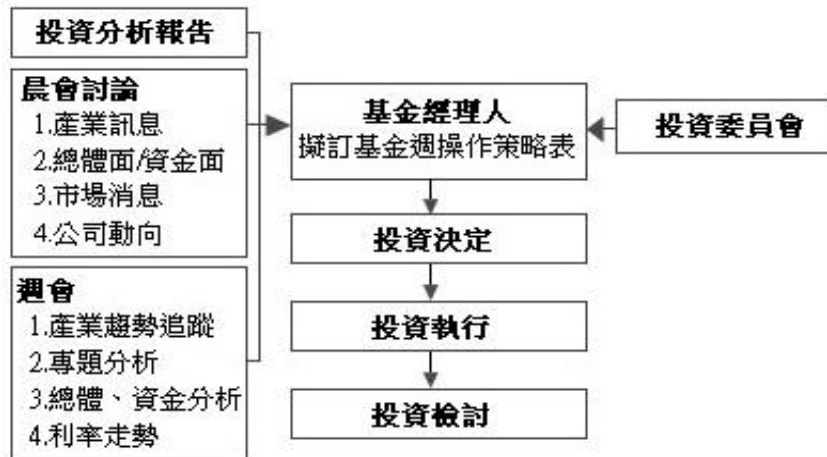 投資分析報告
晨會討論
1.產業訊息
2.總體面/資金面
3.市場消息
4.公司動向
週會
1.產業趨勢追蹤
2.專題分析
3.總體、資金分析
4.利率走勢
基金經理人
擬訂基金週操作策略表
投資決定
投資執行
投資檢討
投資委員會